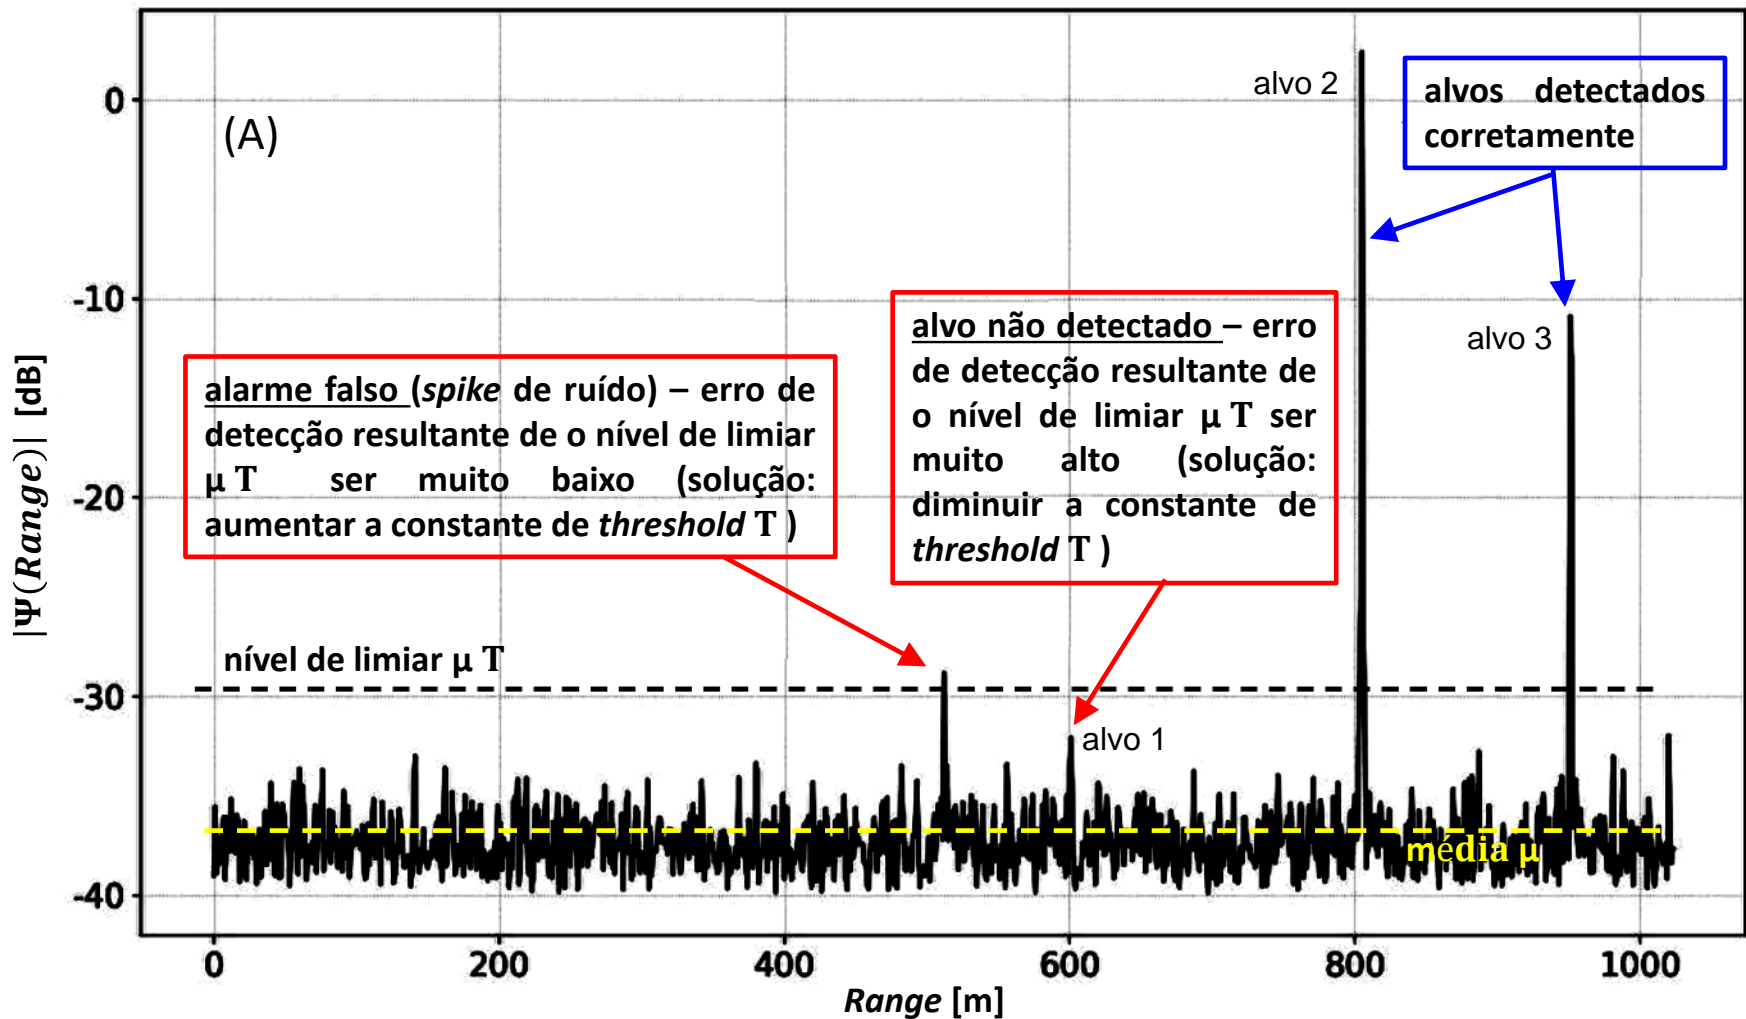 (A)
alvo 2
alvos detectados
corretamente
alvo 3
alvo não detectado – erro
de detecção resultante de
o nível de limiar μ T ser
muito alto (solução:
diminuir a constante de
threshold T )
alarme falso (spike de ruído) – erro de
detecção resultante de o nível de limiar
μ T ser muito baixo (solução:
aumentar a constante de threshold T )
nível de limiar μ T
alvo 1
média μ
|Ψ(Range)| [dB]
0
-10
-20
-30
-40
0 200 400 600 800 1000
Range [m]